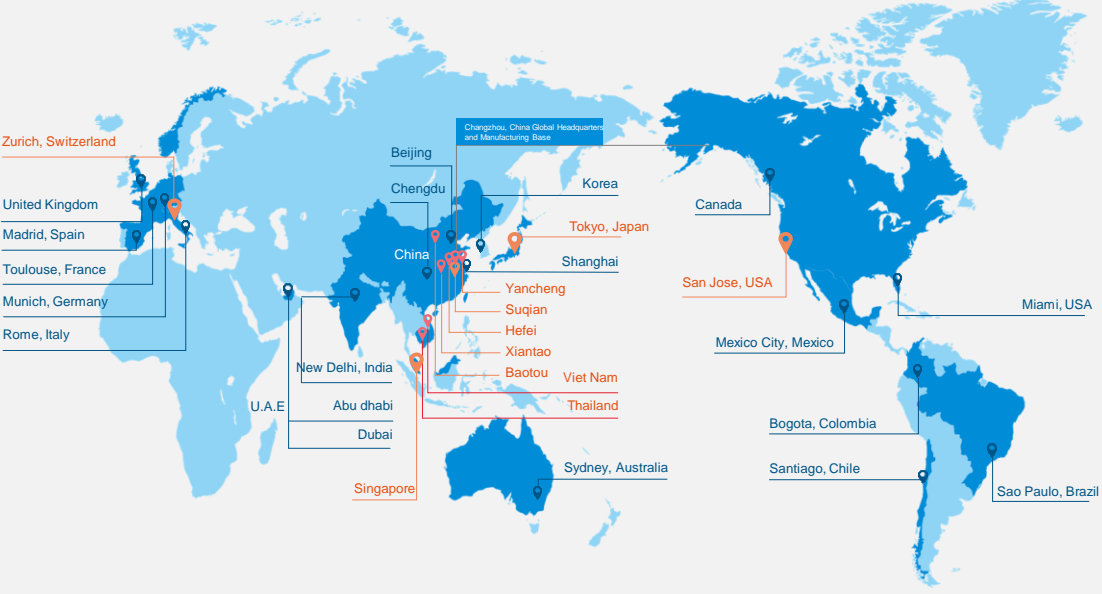 Changzhou, China Global Headquarters
and Manufacturing Base
Zurich, Switzerland
United Kingdom
Madrid, Spain
Toulouse, France
Munich, Germany
Rome, Italy
Beijing
Chengdu
China
Korea
Tokyo, Japan
Shanghai
Yancheng
Suqian
Hefei
Xiantao
Baotou
Viet Nam
Thailand
New Delhi, India
U.A.E
Abu dhabi
Dubai
Singapore
Sydney, Australia
Canada
San Jose, USA
Miami, USA
Mexico City, Mexico
Bogota, Colombia
Santiago, Chile
Sao Paulo, Brazil